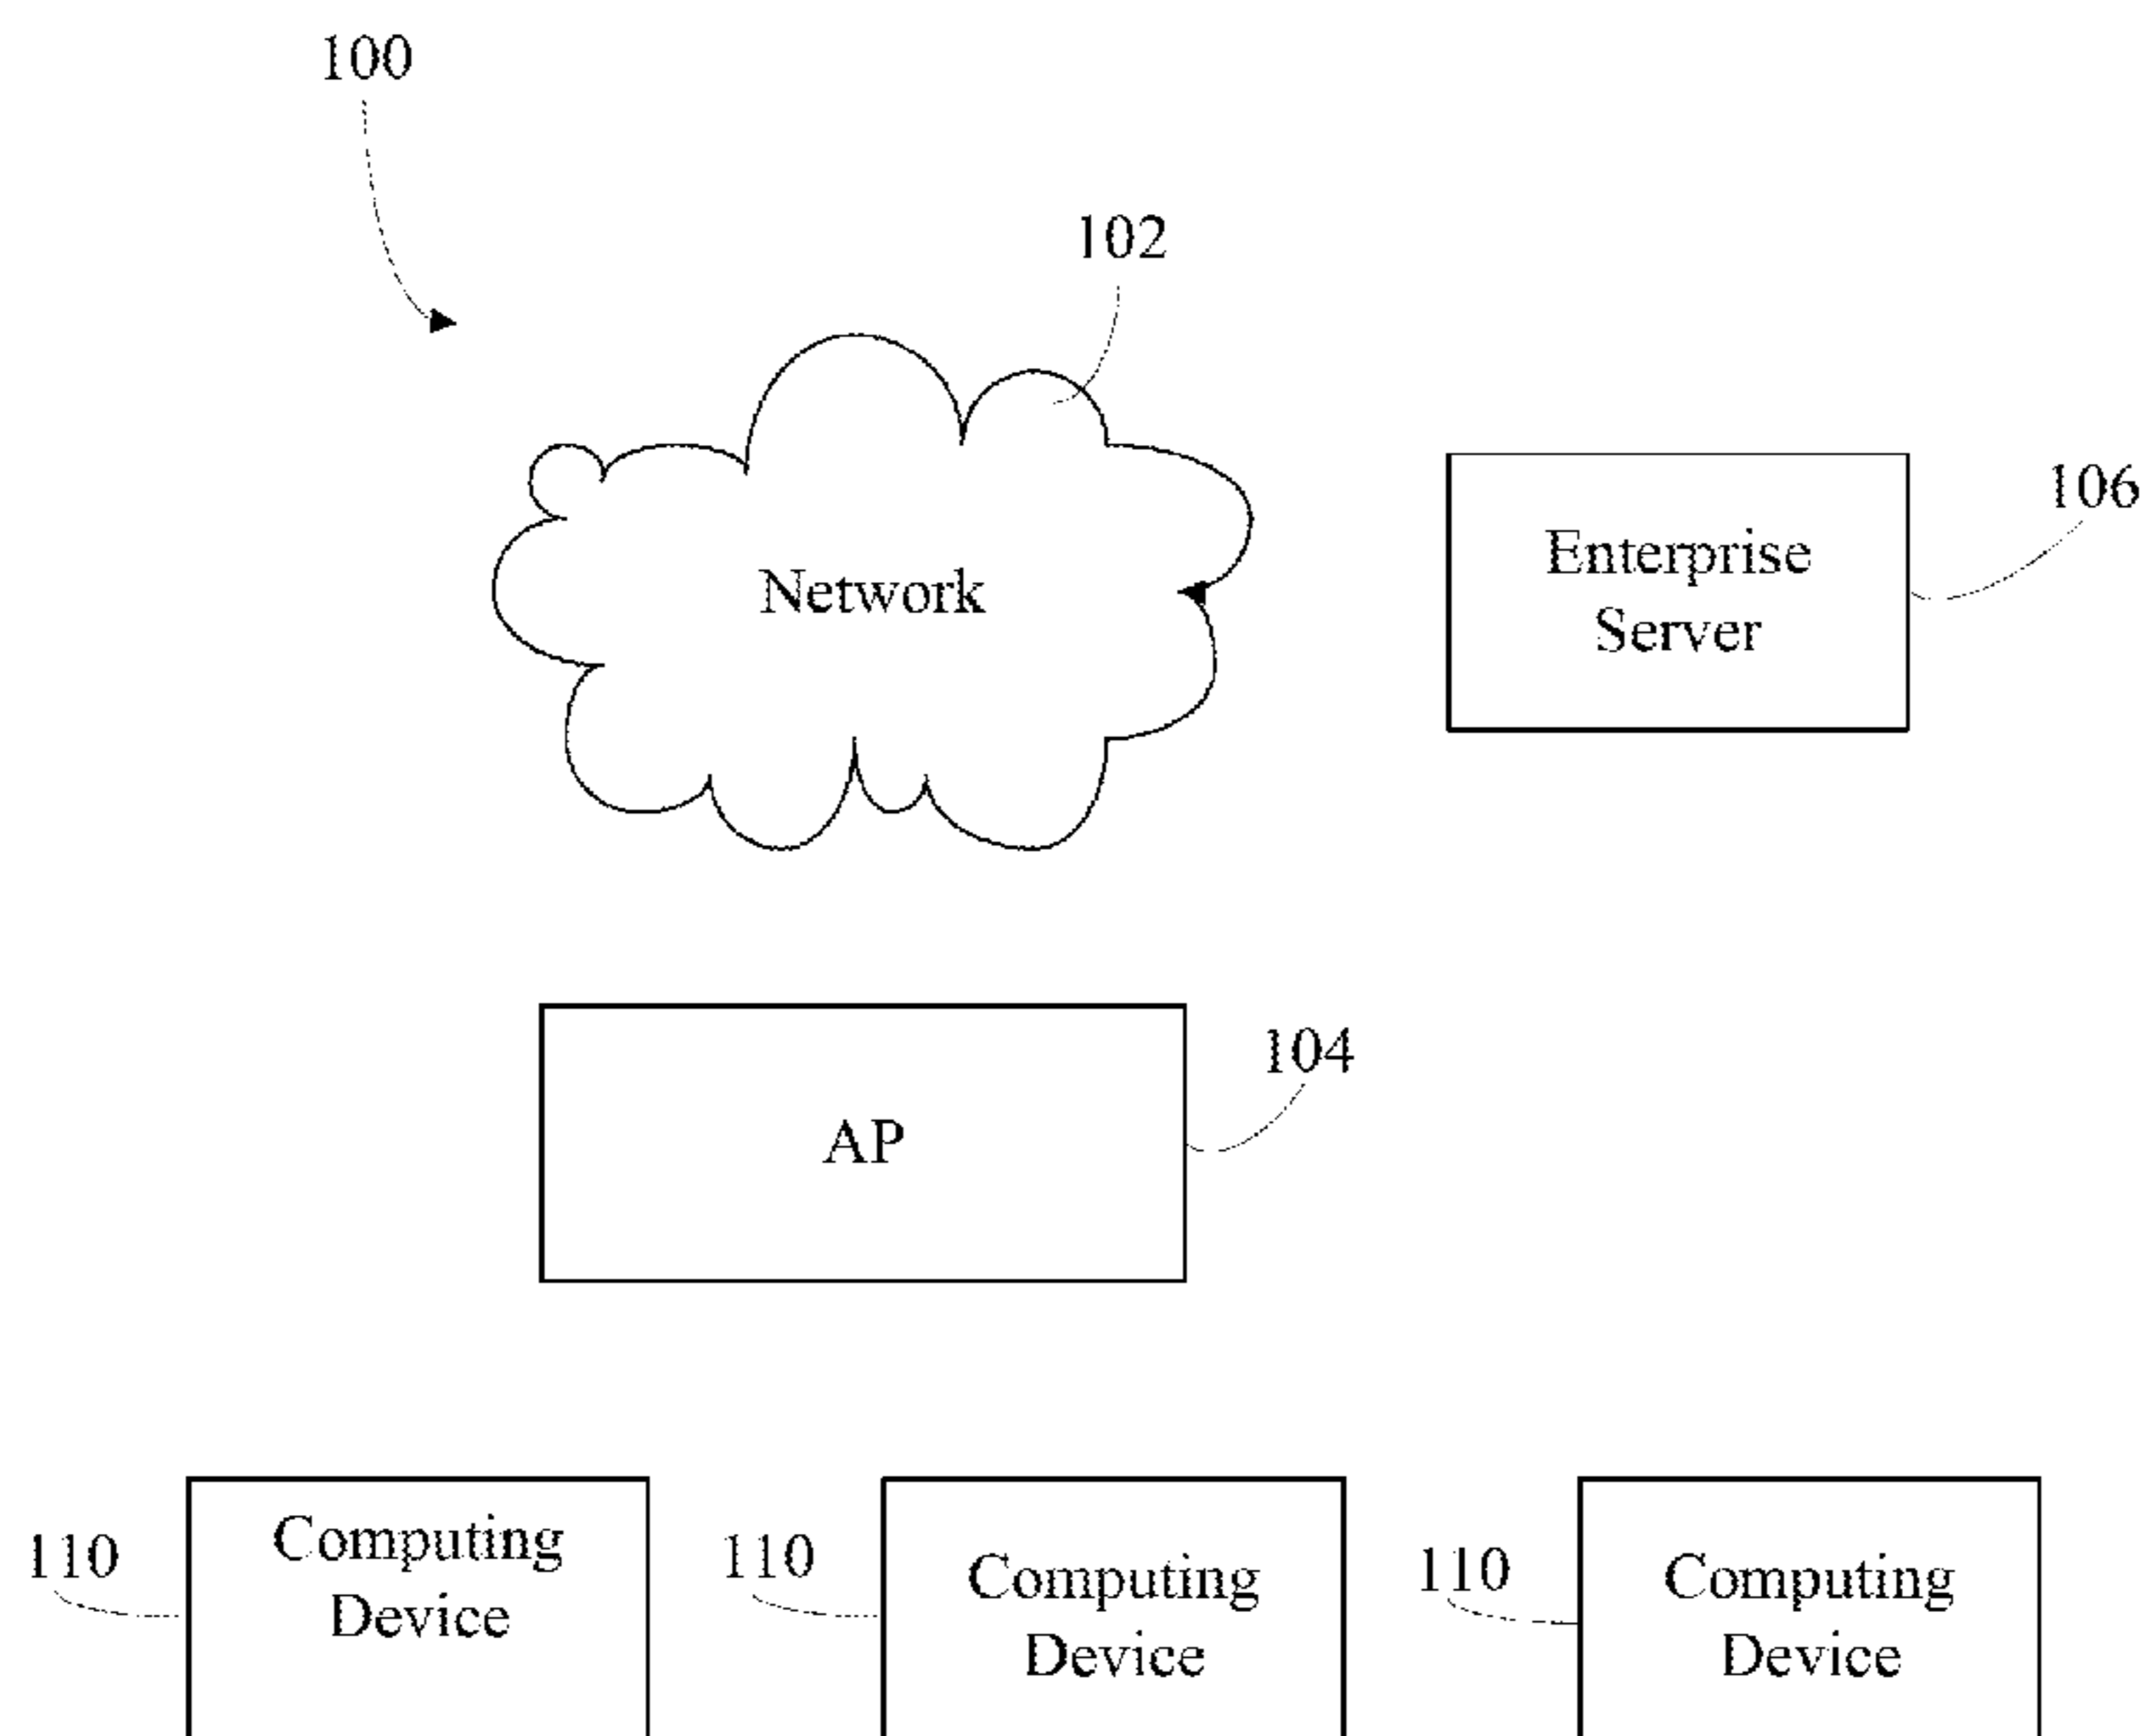 100
102
106
Enterprise
Server
Network
104
AP
110
Computing
Device
110
Computing
Device
110
Computing
Device